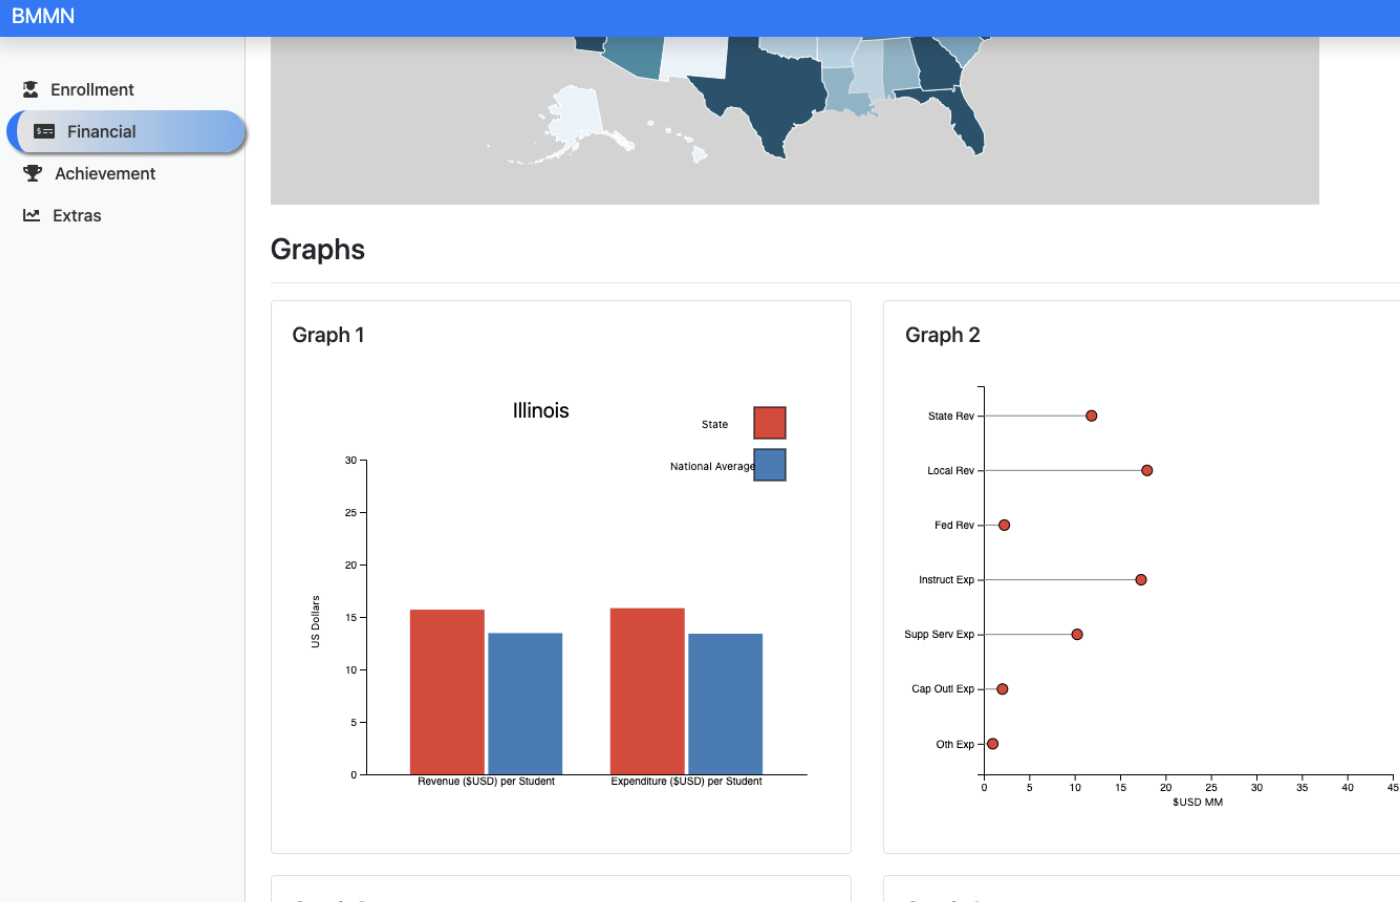 BMMN
Enrollment
Financial
Achievement
Extras
Graphs
Graph 1
Illinois
State
National Average
30
25
20
15
10
5
0
US Dollars
Revenue ($USD) per Student
Expenditure ($USD) per Student
Graph 2
State Rev
Local Rev
Fed Rev
Instruct Exp
Supp Serv Exp
Cap Outl Exp
Oth Exp
0 5 10 15 20 25 30 35 40 45
$USD MM